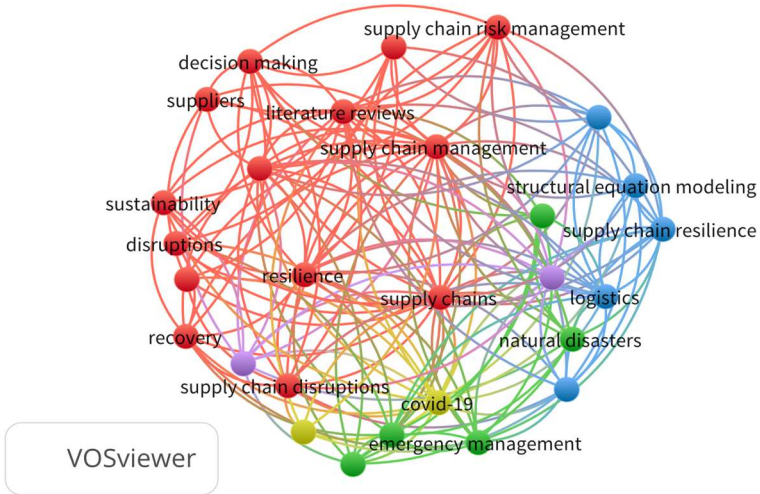 supply chain risk management
decision making
suppliers
literature reviews
supply chain management
structural equation modeling
sustainability
supply chain resilience
disruptions
resilience
supply chains
logistics
recovery
natural disasters
supply chain disruptions
covid-19
emergency management
VOSviewer